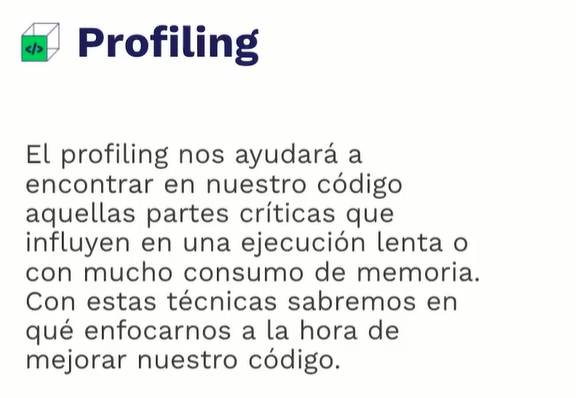 </>
Profiling
El profiling nos ayudará a
encontrar en nuestro código
aquellas partes críticas que
influyen en una ejecución lenta o
con mucho consumo de memoria.
Con estas técnicas sabremos en
qué enfocarnos a la hora de
mejorar nuestro código.